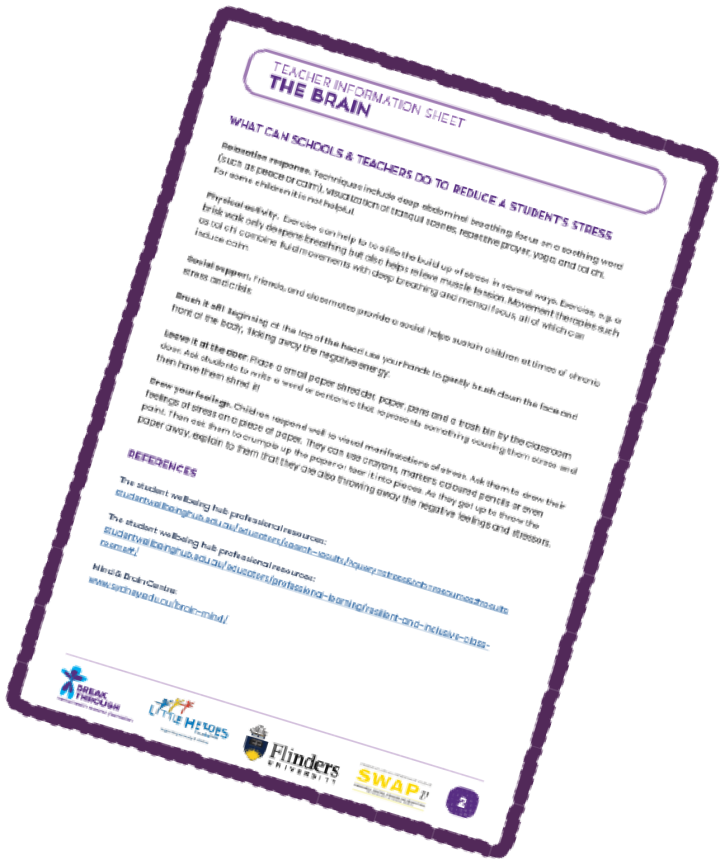 TEACHER INFORMATION SHEET
THE BRAIN
WHAT CAN SCHOOLS & TEACHERS DO TO REDUCE A STUDENT'S STRESS
Relaxation response. Techniques include deep abdominal breathing, focus on a soothing word
(such as peace or calm), visualization of tranquil scenes, repetitive prayer, yoga, and tai chi.
For some children it is not helpful.
Physical activity. Exercise can help to to stifle the build up of stress in several ways. Exercise, e.g. a
brisk walk only deepens breathing but also helps relieve muscle tension. Movement therapies such
as tai chi combine fluid movements with deep breathing and mental focus, all of which can
induce calm.
Social support. Friends, and classmates provide a social helps sustain children at times of chronic
stress and crisis.
Brush it off! Beginning at the top of the head use your hands to gently brush down the face and
front of the body, flicking away the negative energy.
Leave it at the door. Place a small paper shredder, paper, pens and a trash bin by the classroom
door. Ask students to write a word or sentence that represents something causing them stress and
then have them shred it!
Draw your feelings. Children respond well to visual manifestations of stress. Ask them to draw their
feelings of stress on a piece of paper. They can use crayons, markers, coloured pencils or even
paint. Then ask them to crumple up the paper or tear it into pieces. As they get up to throw the
paper away, explain to them that they are also throwing away the negative feelings and stressors.
REFERENCES
The student wellbeing hub professional resources:
The student wellbeing hub professional resources:
studentwellbeinghub.edu.au/educators/professional-learning/resilient-and-inclusive-class-
rooms#/
Mind & Brain Centre:
www.sydney.edu.au/brain-mind/
BREAK
THROUGH
LITTLE HEROES
Foundation
Flinders
UNIVERSITY
SWAP
2